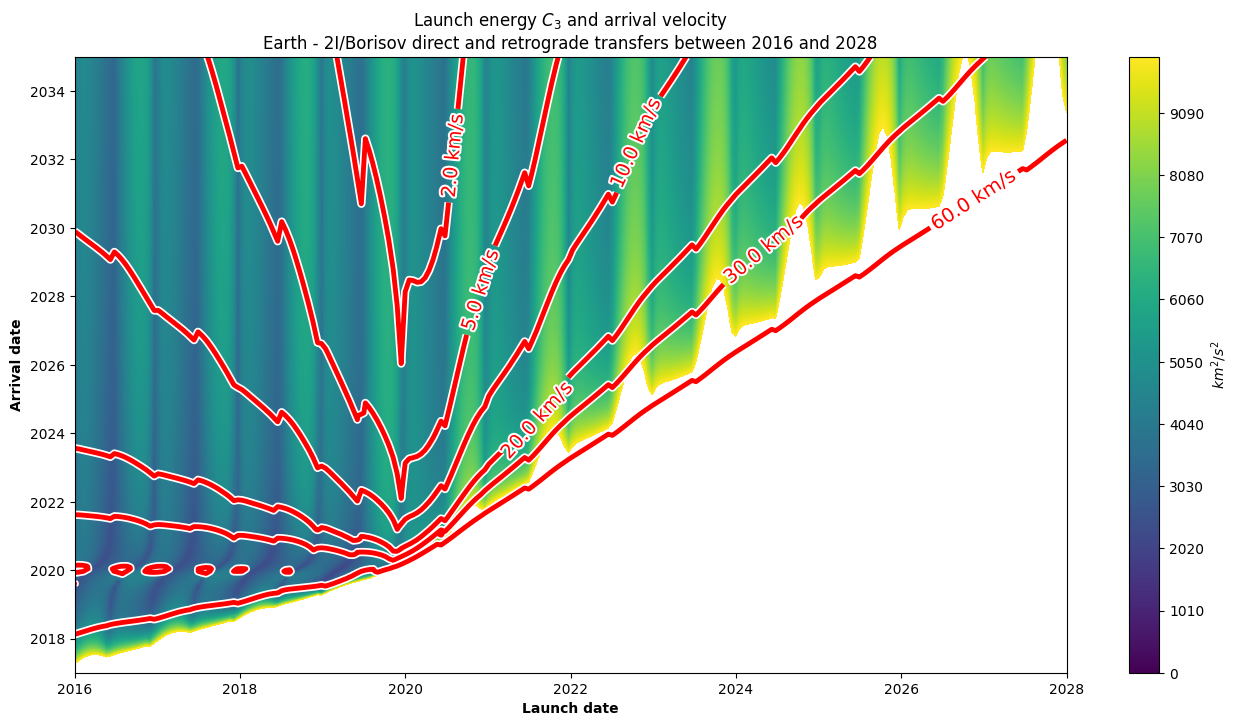 Launch energy C₃ and arrival velocity
Earth - 2I/Borisov direct and retrograde transfers between 2016 and 2028
Arrival date
2034
2032
2030
2028
2026
2024
2022
2020
2018
2.0 km/s
10.0 km/s
5.0 km/s
30.0 km/s
60.0 km/s
20.0 km/s
2016
2018
2020
2022
2024
2026
2028
Launch date
9090
8080
7070
6060
5050
4040
3030
2020
1010
0
km²/s²